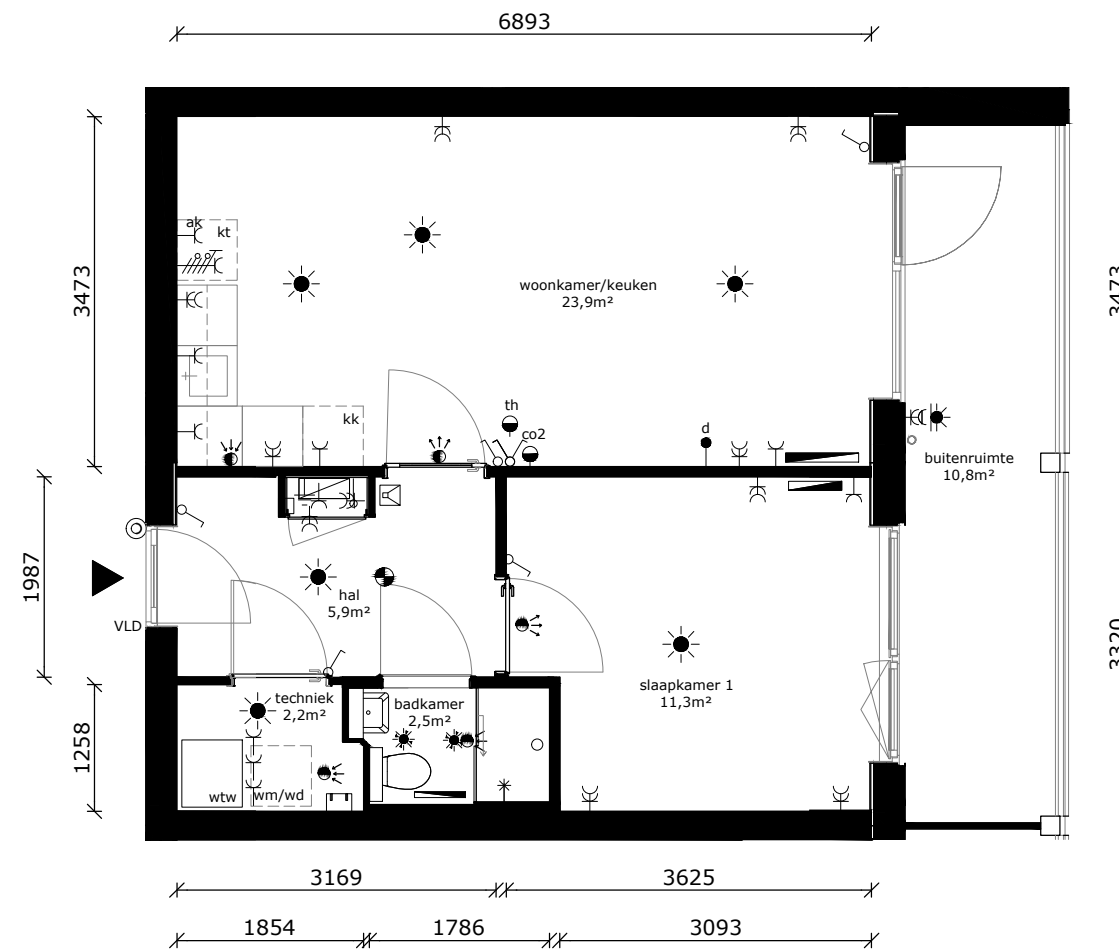 6893
ak
kt
3473
woonkamer/keuken
23,9m²
3473
kk
th
co2
d
buitenruimte
10,8m²
1987
hal
5,9m²
VLD
3320
slaapkamer 1
11,3m²
techniek
2,2m²
badkamer
2,5m²
1258
wtw
wm/wd
3169
3625
1854
1786
3093